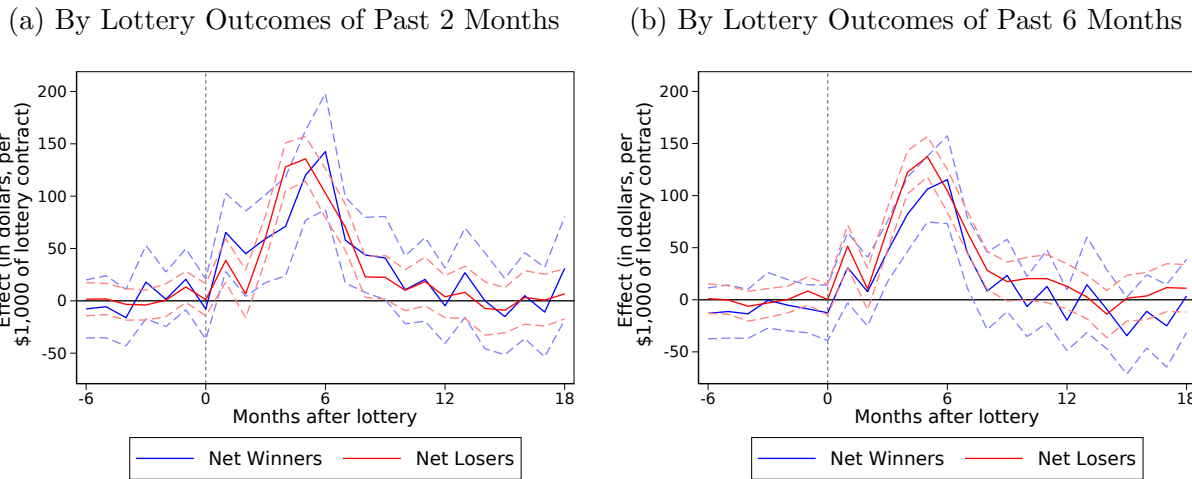 (a) By Lottery Outcomes of Past 2 Months
Effect (in dollars, per
$1,000 of lottery contract)
200
150
100
50
0
-50
-6
0
6
12
18
Months after lottery
Net Winners
Net Losers
(b) By Lottery Outcomes of Past 6 Months
Effect (in dollars, per
$1,000 of lottery contract)
200
150
100
50
0
-50
-6
0
6
12
18
Months after lottery
Net Winners
Net Losers